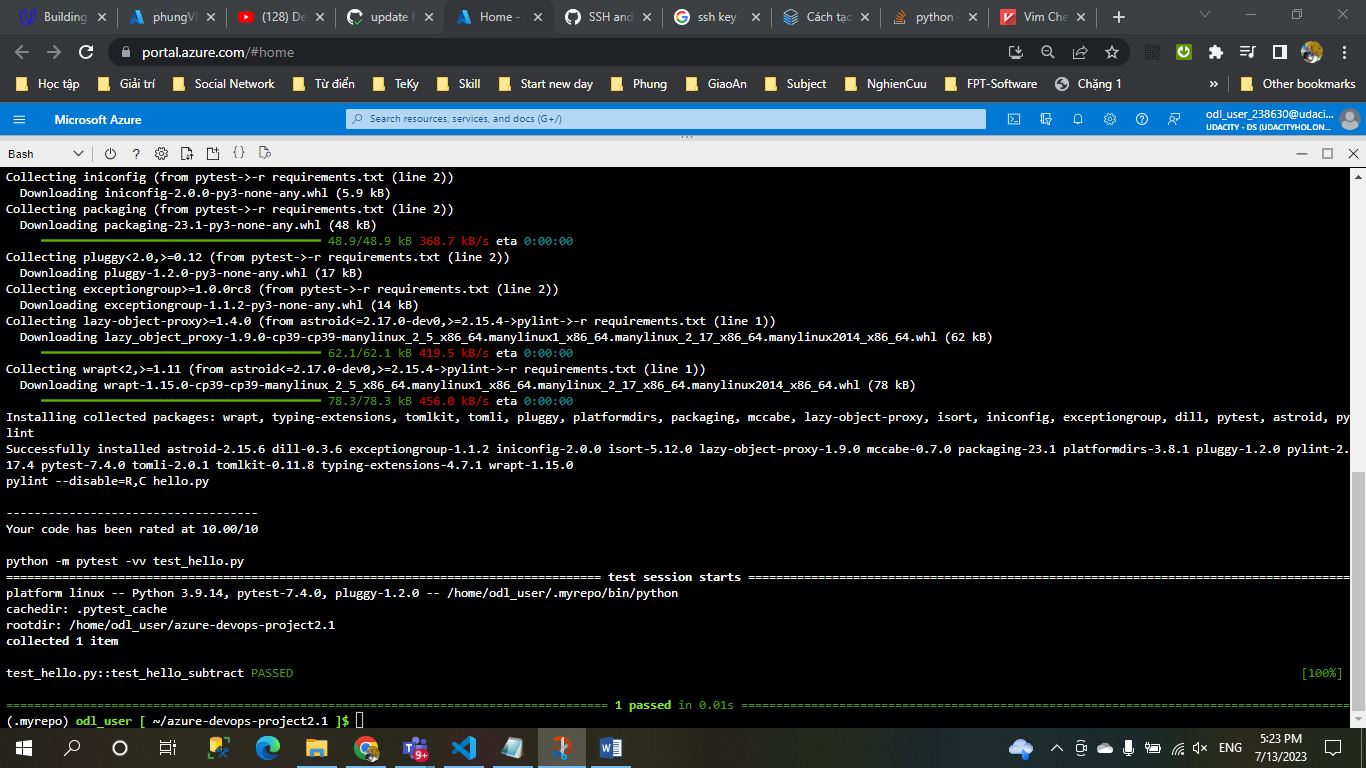 Building
phungVI
(128) De
update h
Home -
SSH and
ssh key -
Cách tạo
python -
Vim Che
portal.azure.com/#home
Học tập
Giải trí
Social Network
Từ điển
TeKy
Skill
Start new day
Phung
GiaoAn
Subject
NghienCuu
FPT-Software
Chặng 1
»
Other bookmarks
Microsoft Azure
Search resources, services, and docs (G+/)
odl_user_238630@udaci...
UDACITY - DS (UDACITYHOLON...
Bash
Collecting iniconfig (from pytest->-r requirements.txt (line 2))
Downloading iniconfig-2.0.0-py3-none-any.whl (5.9 kB)
Collecting packaging (from pytest->-r requirements.txt (line 2))
Downloading packaging-23.1-py3-none-any.whl (48 kB)
48.9/48.9 kB 368.7 kB/s eta 0:00:00
Collecting pluggy<2.0,>=0.12 (from pytest->-r requirements.txt (line 2))
Downloading pluggy-1.2.0-py3-none-any.whl (17 kB)
Collecting exceptiongroup>=1.0.0rc8 (from pytest->-r requirements.txt (line 2))
Downloading exceptiongroup-1.1.2-py3-none-any.whl (14 kB)
Collecting lazy-object-proxy>=1.4.0 (from astroid<=2.17.0-dev0,>=2.15.4->pylint->-r requirements.txt (line 1))
Downloading lazy_object_proxy-1.9.0-cp39-cp39-manylinux_2_5_x86_64.manylinux1_x86_64.manylinux_2_17_x86_64.manylinux2014_x86_64.whl (62 kB)
62.1/62.1 kB 419.5 kB/s eta 0:00:00
Collecting wrapt<2,>=1.11 (from astroid<=2.17.0-dev0,>=2.15.4->pylint->-r requirements.txt (line 1))
Downloading wrapt-1.15.0-cp39-cp39-manylinux_2_5_x86_64.manylinux1_x86_64.manylinux_2_17_x86_64.manylinux2014_x86_64.whl (78 kB)
78.3/78.3 kB 456.0 kB/s eta 0:00:00
Installing collected packages: wrapt, typing-extensions, tomlkit, tomli, pluggy, platformdirs, packaging, mccabe, lazy-object-proxy, isort, iniconfig, exceptiongroup, dill, pytest, astroid, py
lint
Successfully installed astroid-2.15.6 dill-0.3.6 exceptiongroup-1.1.2 iniconfig-2.0.0 isort-5.12.0 lazy-object-proxy-1.9.0 mccabe-0.7.0 packaging-23.1 platformdirs-3.8.1 pluggy-1.2.0 pylint-2.
17.4 pytest-7.4.0 tomli-2.0.1 tomlkit-0.11.8 typing-extensions-4.7.1 wrapt-1.15.0
pylint --disable=R,C hello.py
------------------------------------
Your code has been rated at 10.00/10
python -m pytest -vv test_hello.py
test session starts
platform linux -- Python 3.9.14, pytest-7.4.0, pluggy-1.2.0 -- /home/odl_user/.myrepo/bin/python
cachedir: .pytest_cache
rootdir: /home/odl_user/azure-devops-project2.1
collected 1 item
test_hello.py::test_hello_subtract PASSED [100%]
1 passed in 0.01s
(.myrepo) odl_user [ ~/azure-devops-project2.1 ]$
9+
ENG
5:23 PM
7/13/2023